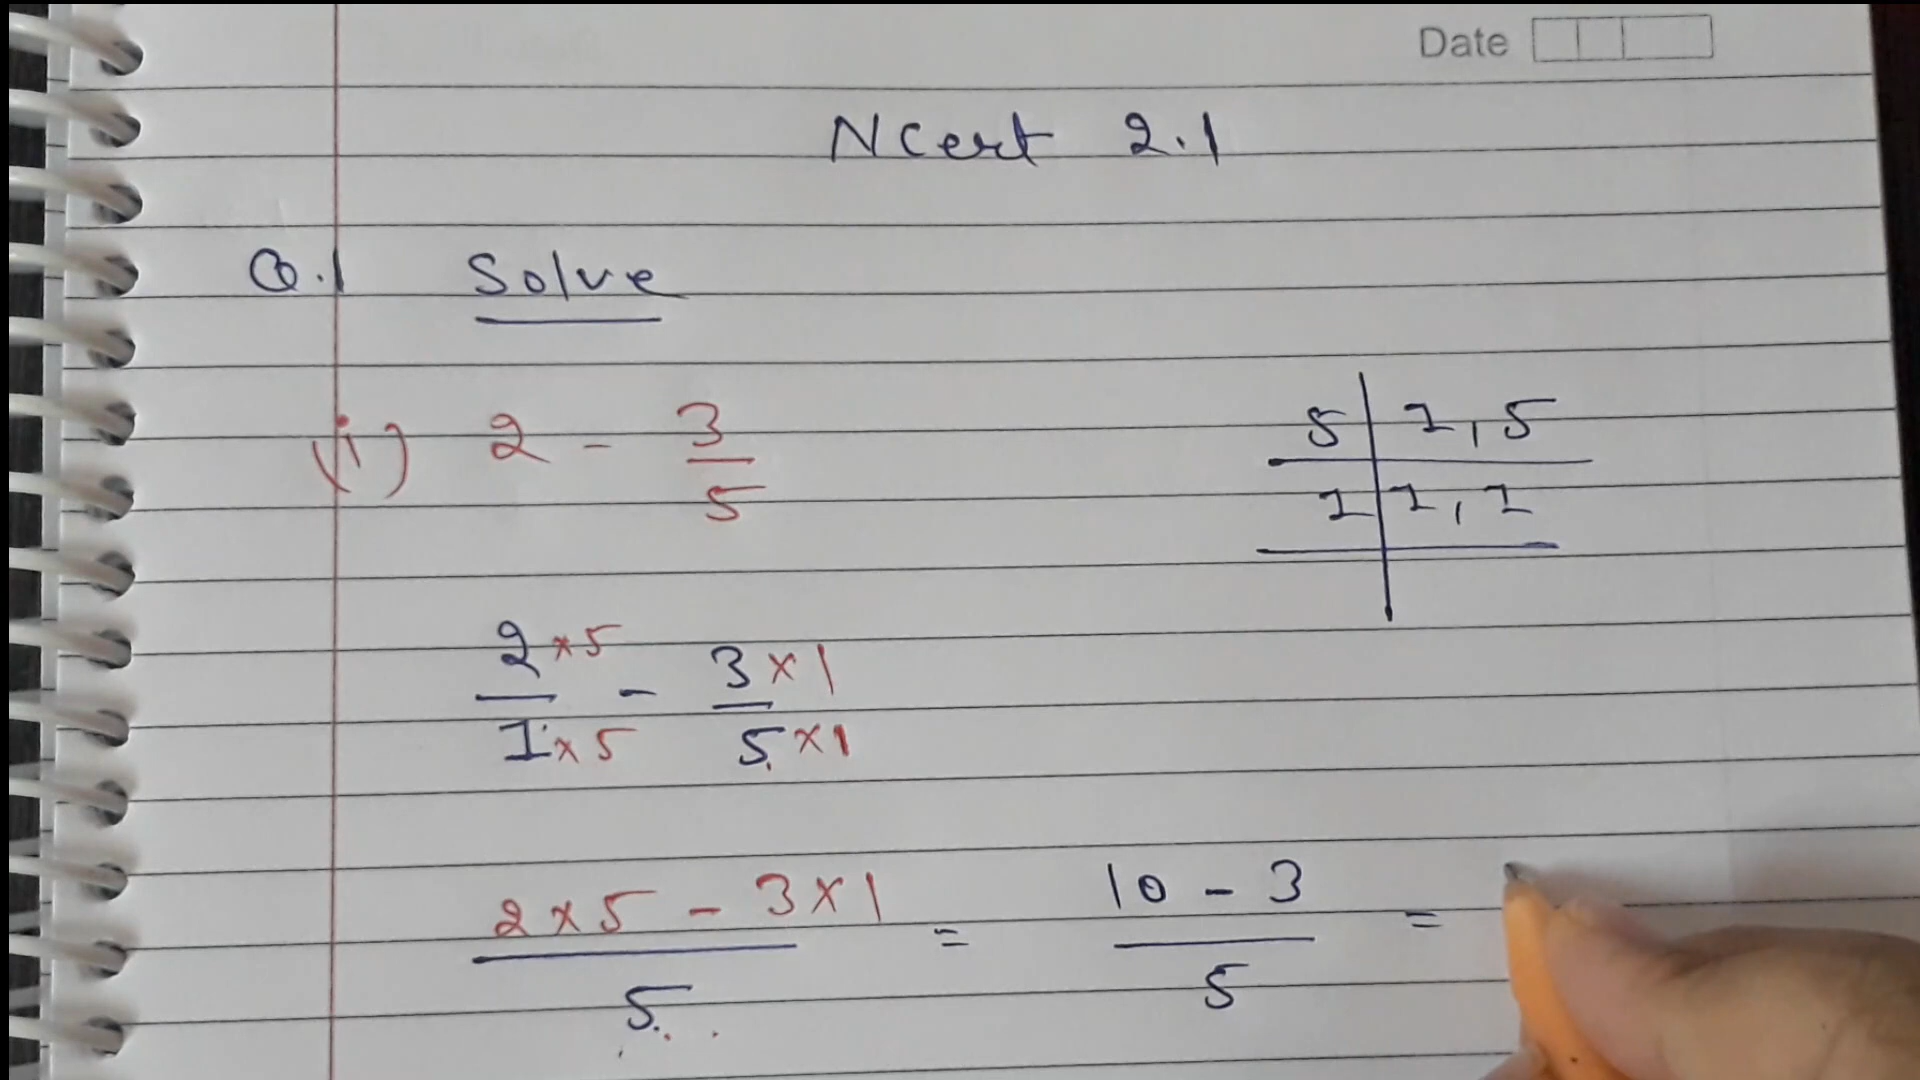 Date
NCert 2.1
Q.1 Solve
(i) 2 - 3/5
5 | 1, 5
1 | 1, 1
2×5/1×5 - 3×1/5×1
2×5 - 3×1/5 = 10 - 3/5 =